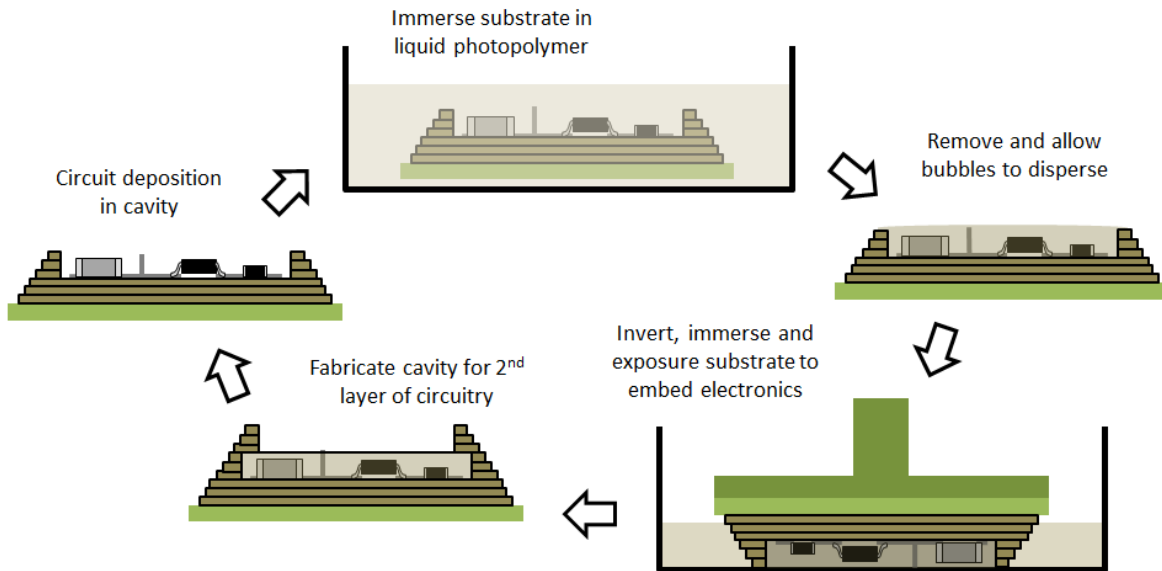 Immerse substrate in
liquid photopolymer
Remove and allow
bubbles to disperse
Invert, immerse and
exposure substrate to
embed electronics
Fabricate cavity for 2nd
layer of circuitry
Circuit deposition
in cavity